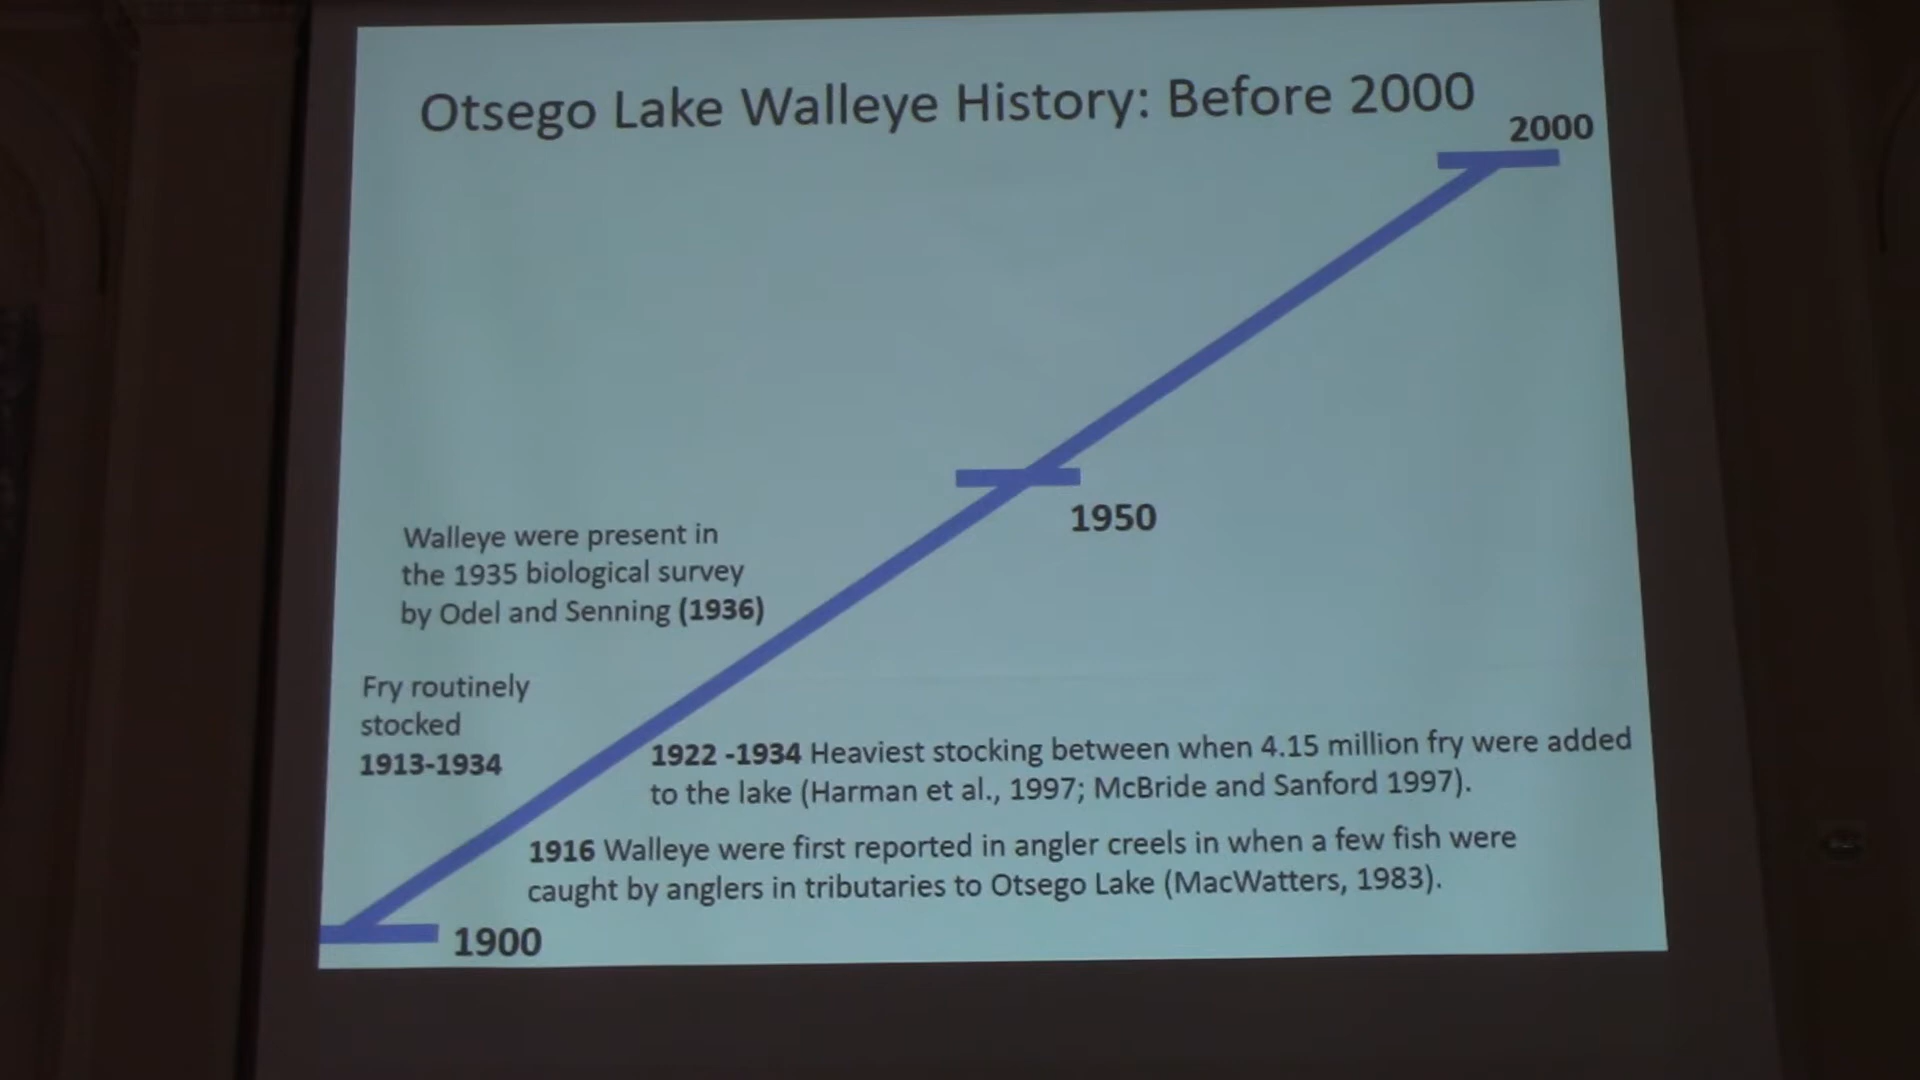 Otsego Lake Walleye History: Before 2000
2000
1950
Walleye were present in
the 1935 biological survey
by Odel and Senning (1936)
Fry routinely
stocked
1913-1934
1922 -1934 Heaviest stocking between when 4.15 million fry were added
to the lake (Harman et al., 1997; McBride and Sanford 1997).
1916 Walleye were first reported in angler creels in when a few fish were
caught by anglers in tributaries to Otsego Lake (MacWatters, 1983).
1900